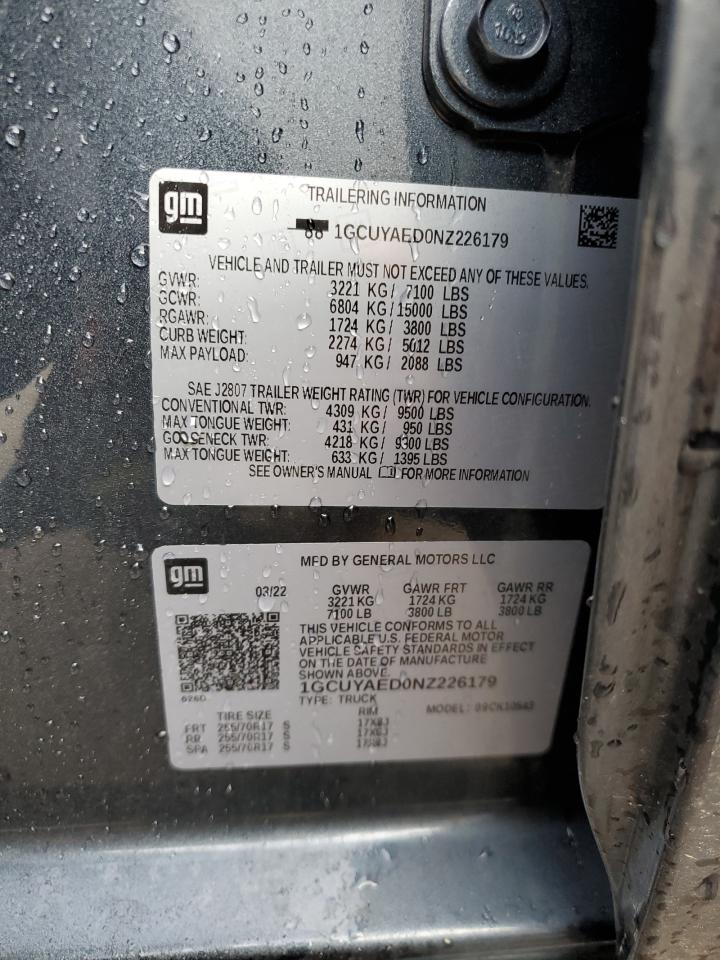 gm
TRAILERING INFORMATION
1GCUYAED0NZ226179
VEHICLE AND TRAILER MUST NOT EXCEED ANY OF THESE VALUES.
GVWR: 3221 KG / 7100 LBS
GCWR: 6804 KG / 15000 LBS
RGAWR: 1724 KG / 3800 LBS
CURB WEIGHT: 2274 KG / 5012 LBS
MAX PAYLOAD: 947 KG / 2088 LBS
SAE J2807 TRAILER WEIGHT RATING (TWR) FOR VEHICLE CONFIGURATION.
CONVENTIONAL TWR: 4309 KG / 9500 LBS
MAX TONGUE WEIGHT: 431 KG / 950 LBS
GOOSENECK TWR: 4218 KG / 9300 LBS
MAX TONGUE WEIGHT: 633 KG / 1395 LBS
SEE OWNER'S MANUAL FOR MORE INFORMATION
gm
MFD BY GENERAL MOTORS LLC
03/22 GVWR GAWR FRT GAWR RR
3221 KG 1724 KG 1724 KG
7100 LB 3800 LB 3800 LB
THIS VEHICLE CONFORMS TO ALL
APPLICABLE U.S. FEDERAL MOTOR
VEHICLE SAFETY STANDARDS IN EFFECT
ON THE DATE OF MANUFACTURE
SHOWN ABOVE.
1GCUYAED0NZ226179
TYPE: TRUCK MODEL:
TIRE SIZE RIM
FRT 255/70R17 S 17X8J
RR 255/70R17 S 17X8J
SPA 255/70R17 S 17X8J